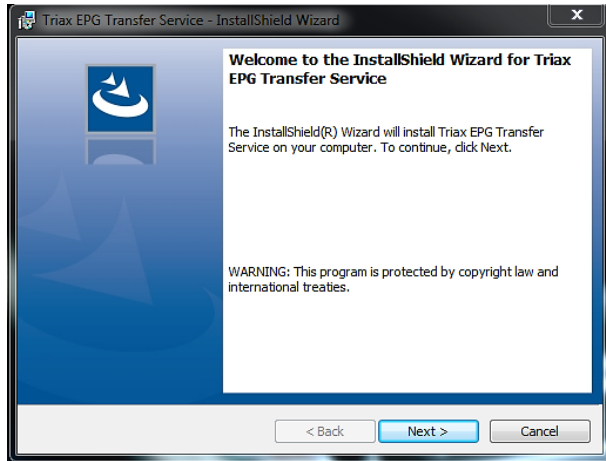 Triax EPG Transfer Service - InstallShield Wizard
x
Welcome to the InstallShield Wizard for Triax
EPG Transfer Service
The InstallShield(R) Wizard will install Triax EPG Transfer
Service on your computer. To continue, click Next.
WARNING: This program is protected by copyright law and
international treaties.
< Back Next > Cancel